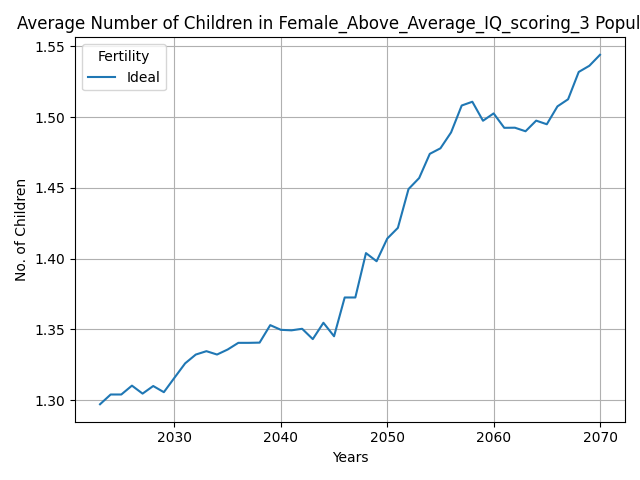 Average Number of Children in Female_Above_Average_IQ_scoring_3 Popul
Fertility
Ideal
1.55
1.50
1.45
1.40
1.35
1.30
No. of Children
2030 2040 2050 2060 2070
Years